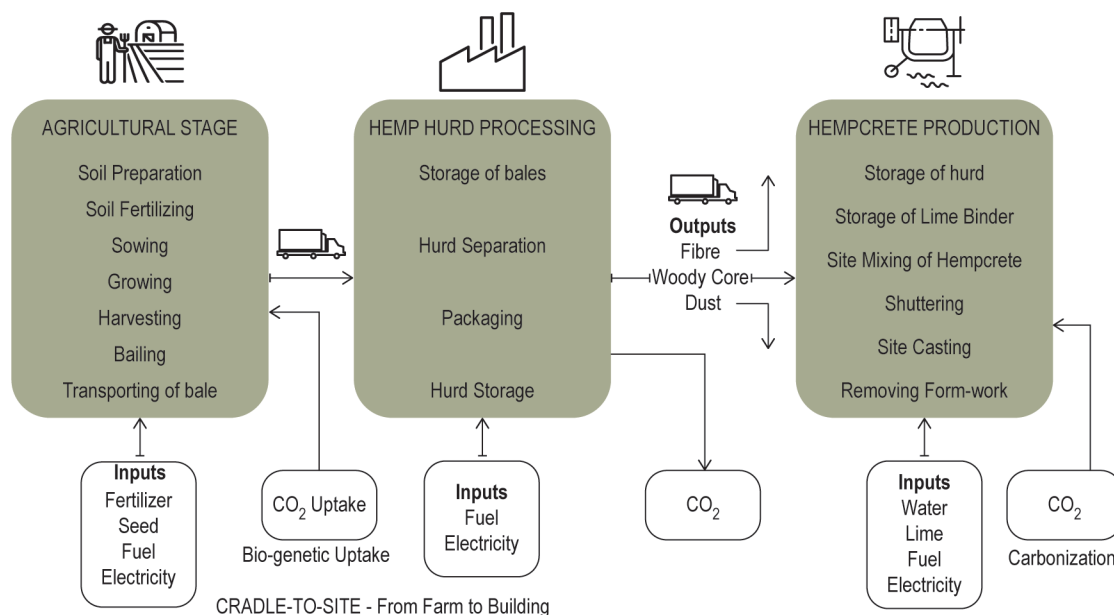 AGRICULTURAL STAGE
Soil Preparation
Soil Fertilizing
Sowing
Growing
Harvesting
Bailing
Transporting of bale
HEMP HURD PROCESSING
Storage of bales
Hurd Separation
Packaging
Hurd Storage
Outputs
Fibre
Woody Core
Dust
HEMPCRETE PRODUCTION
Storage of hurd
Storage of Lime Binder
Site Mixing of Hempcrete
Shuttering
Site Casting
Removing Form-work
Inputs
Fertilizer
Seed
Fuel
Electricity
CO₂ Uptake
Bio-genetic Uptake
Inputs
Fuel
Electricity
CO₂
Inputs
Water
Lime
Fuel
Electricity
CO₂
Carbonization
CRADLE-TO-SITE - From Farm to Building